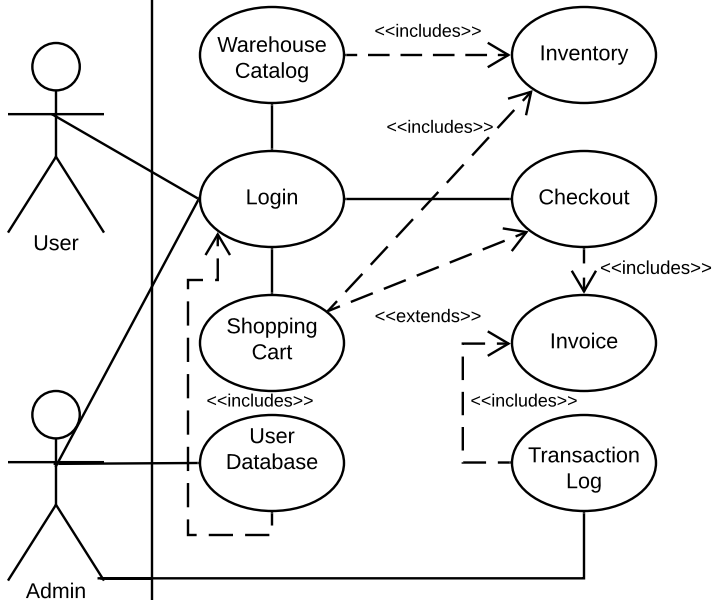 <<includes>>
Warehouse
Catalog
Inventory
<<includes>>
Login
Checkout
User
<<includes>>
<<extends>>
Shopping
Cart
Invoice
<<includes>>
<<includes>>
User
Database
Transaction
Log
Admin